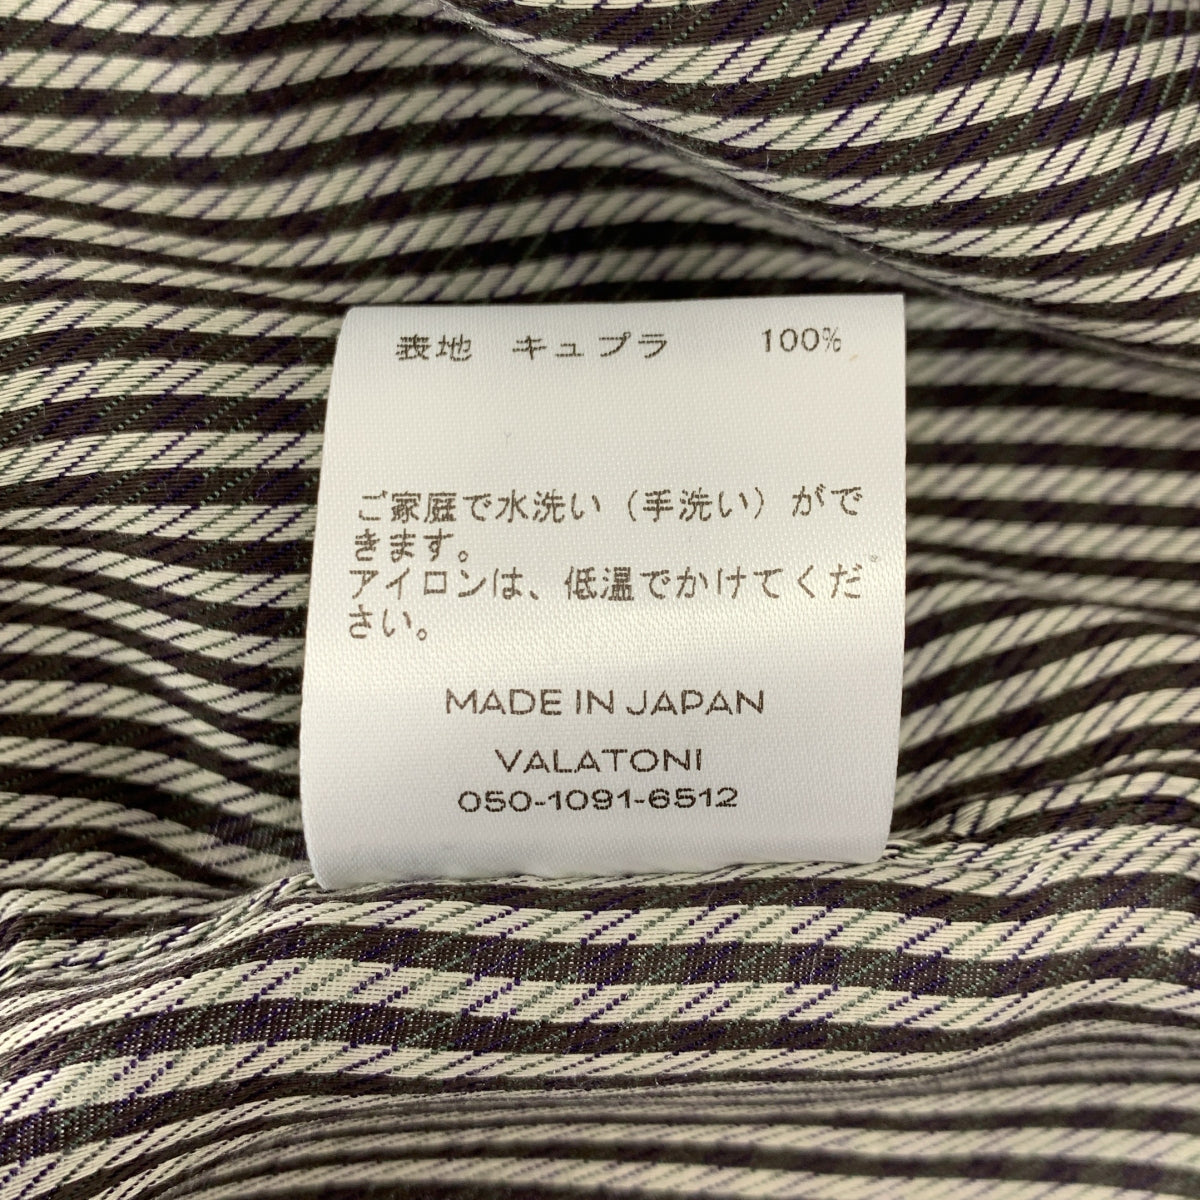 表地 キュプラ 100%
ご家庭で水洗い（手洗い）がで
きます。
アイロンは、低温でかけてくだ
さい。
MADE IN JAPAN
VALATONI
050-1091-6512